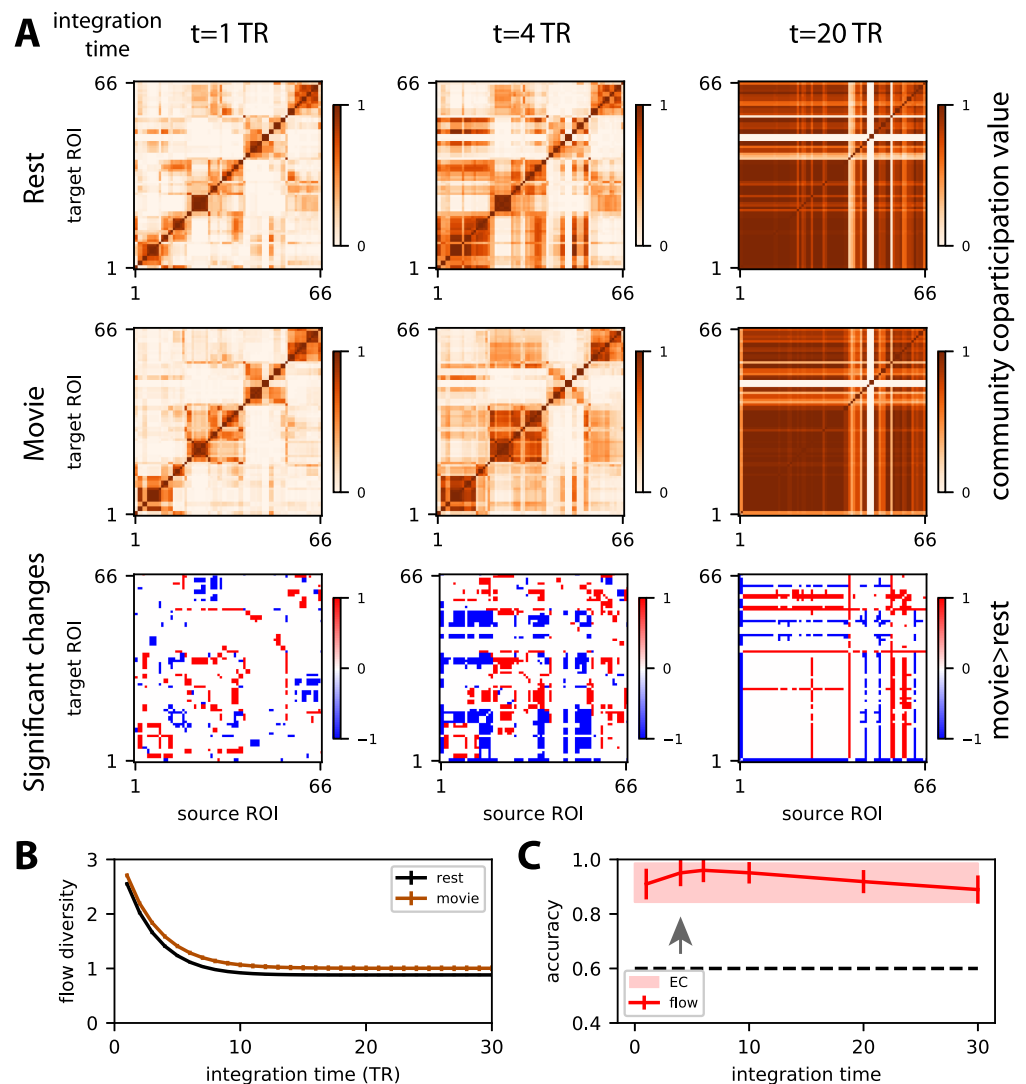 A
integration
time
t=1 TR
t=4 TR
t=20 TR
Rest
target ROI
66
1
1
66
1
0
66
1
1
66
1
0
66
1
1
66
1
0
community coparticipation value
Movie
target ROI
66
1
1
66
1
0
66
1
1
66
1
0
66
1
1
66
1
0
Significant changes
target ROI
66
1
1
66
source ROI
1
0
−1
66
1
1
66
source ROI
1
0
−1
66
1
1
66
source ROI
1
0
−1
movie>rest
B
flow diversity
3
2
1
0
0
10
20
30
integration time (TR)
rest
movie
C
accuracy
1.0
0.8
0.6
0.4
0
10
20
30
integration time
EC
flow